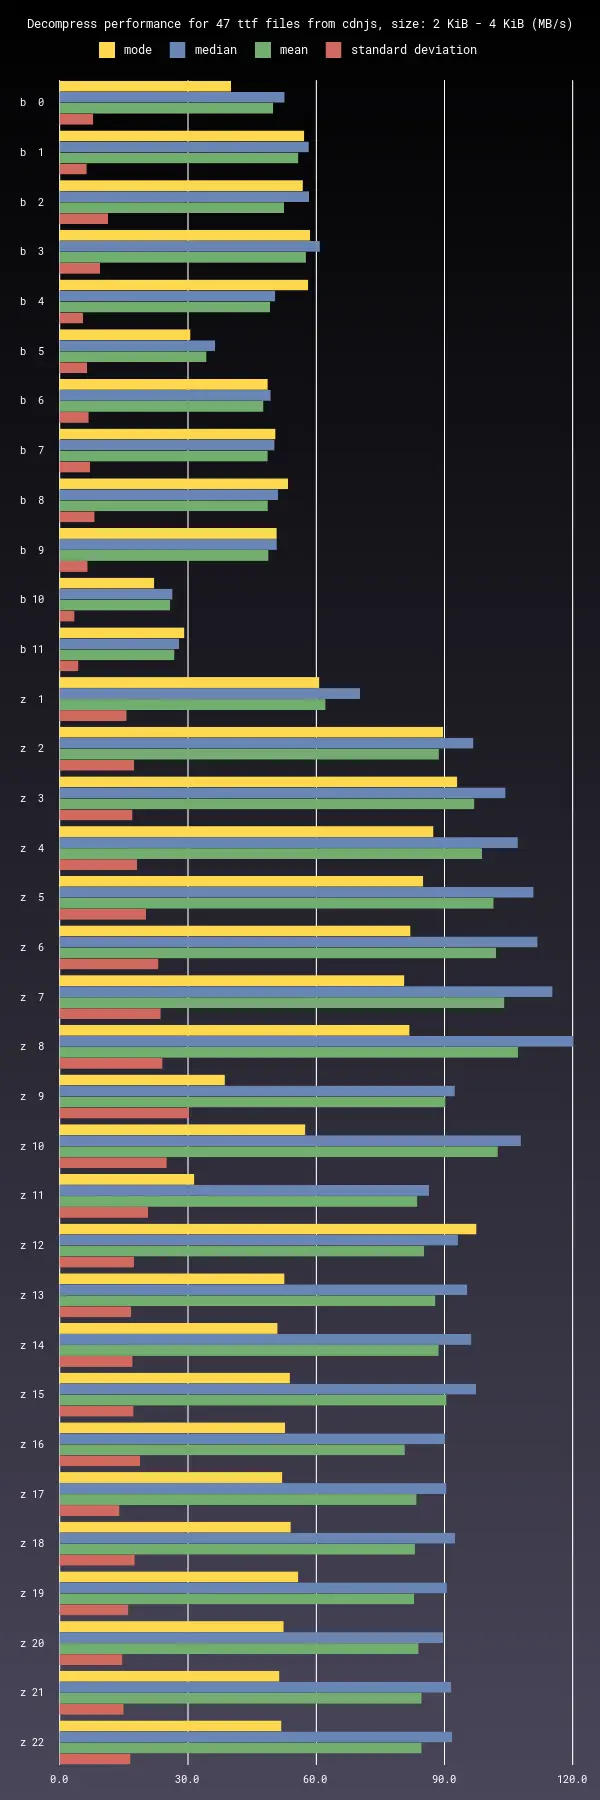 Decompress performance for 47 ttf files from cdnjs, size: 2 KiB - 4 KiB (MB/s)
mode median mean standard deviation
b 0
b 1
b 2
b 3
b 4
b 5
b 6
b 7
b 8
b 9
b 10
b 11
z 1
z 2
z 3
z 4
z 5
z 6
z 7
z 8
z 9
z 10
z 11
z 12
z 13
z 14
z 15
z 16
z 17
z 18
z 19
z 20
z 21
z 22
0.0 30.0 60.0 90.0 120.0